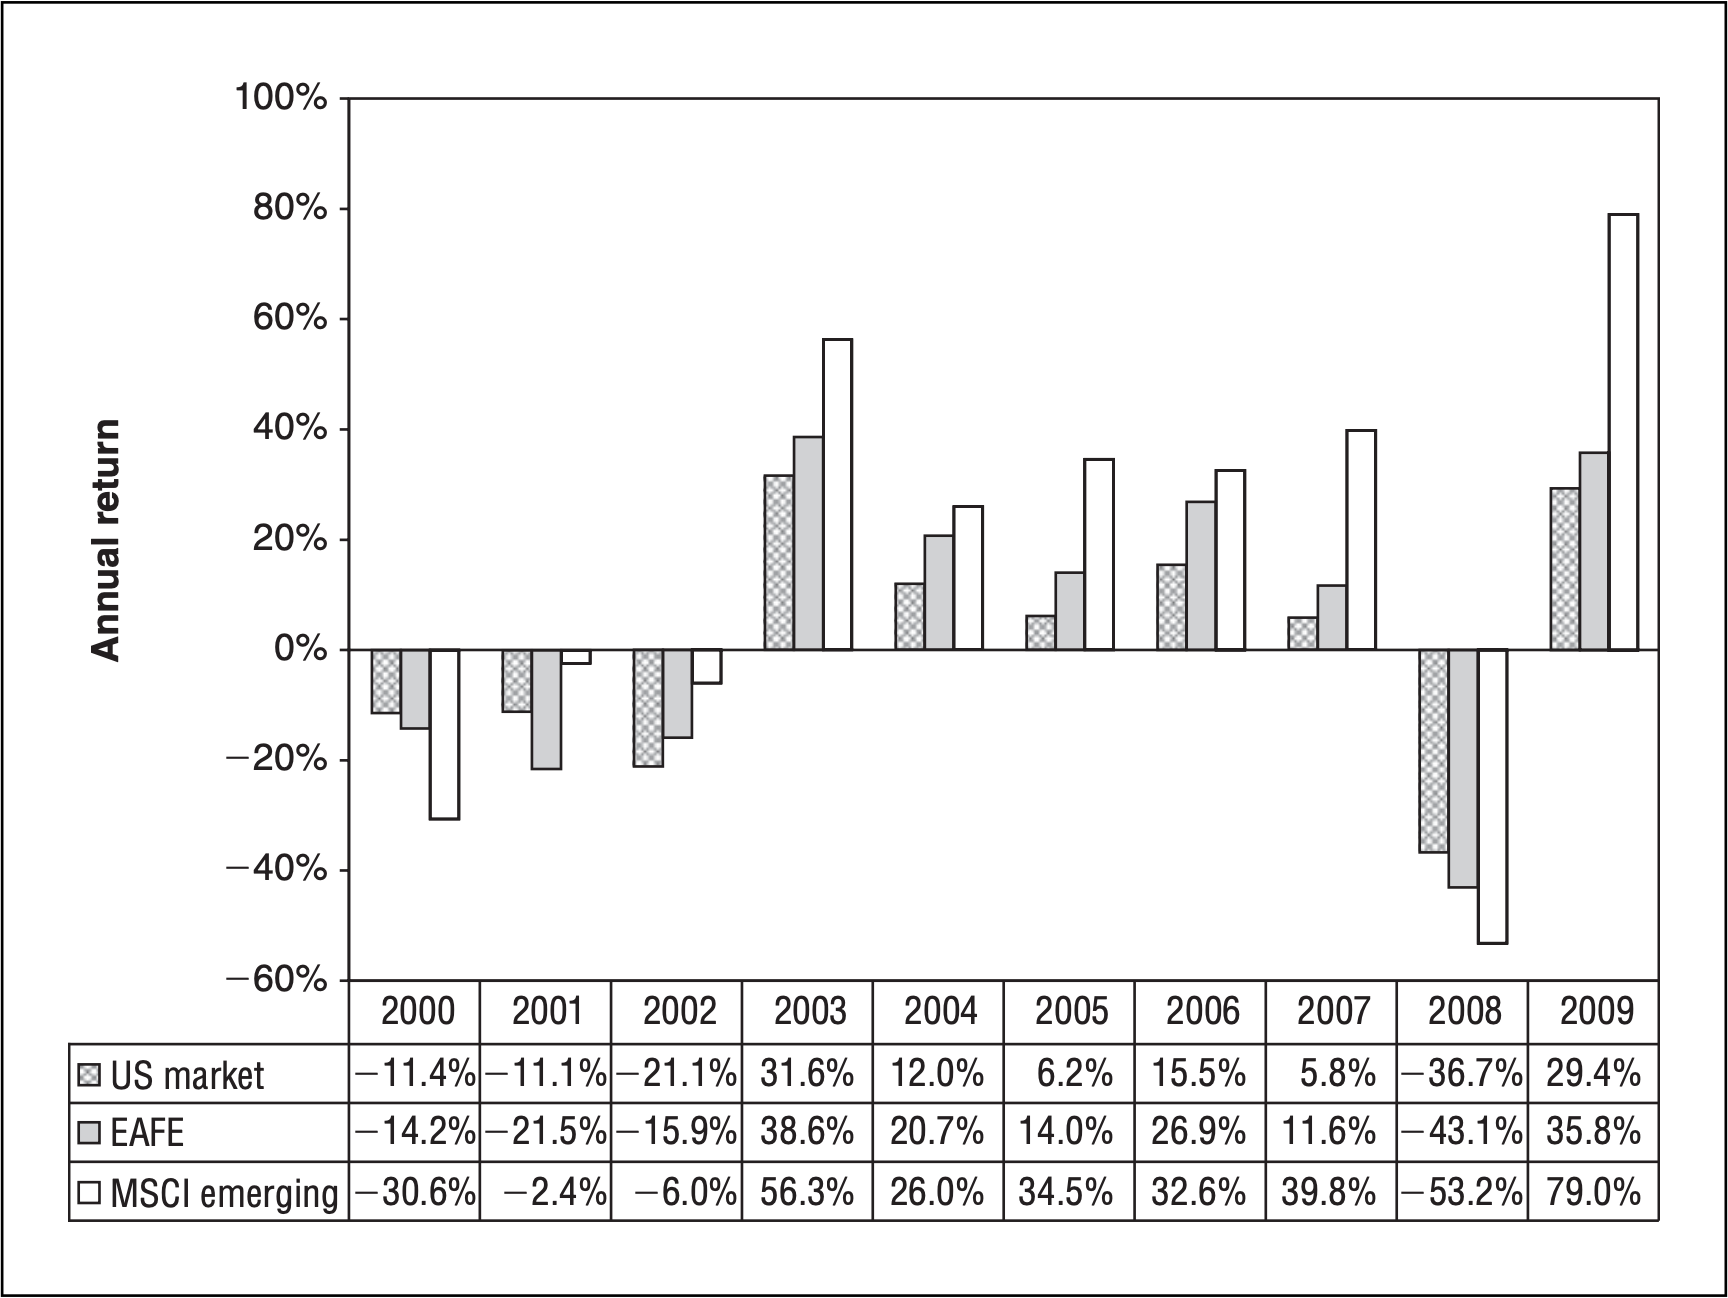 100%
80%
60%
40%
20%
0%
−20%
−40%
−60%
Annual return
2000 2001 2002 2003 2004 2005 2006 2007 2008 2009
US market −11.4% −11.1% −21.1% 31.6% 12.0% 6.2% 15.5% 5.8% −36.7% 29.4%
EAFE −14.2% −21.5% −15.9% 38.6% 20.7% 14.0% 26.9% 11.6% −43.1% 35.8%
MSCI emerging −30.6% −2.4% −6.0% 56.3% 26.0% 34.5% 32.6% 39.8% −53.2% 79.0%